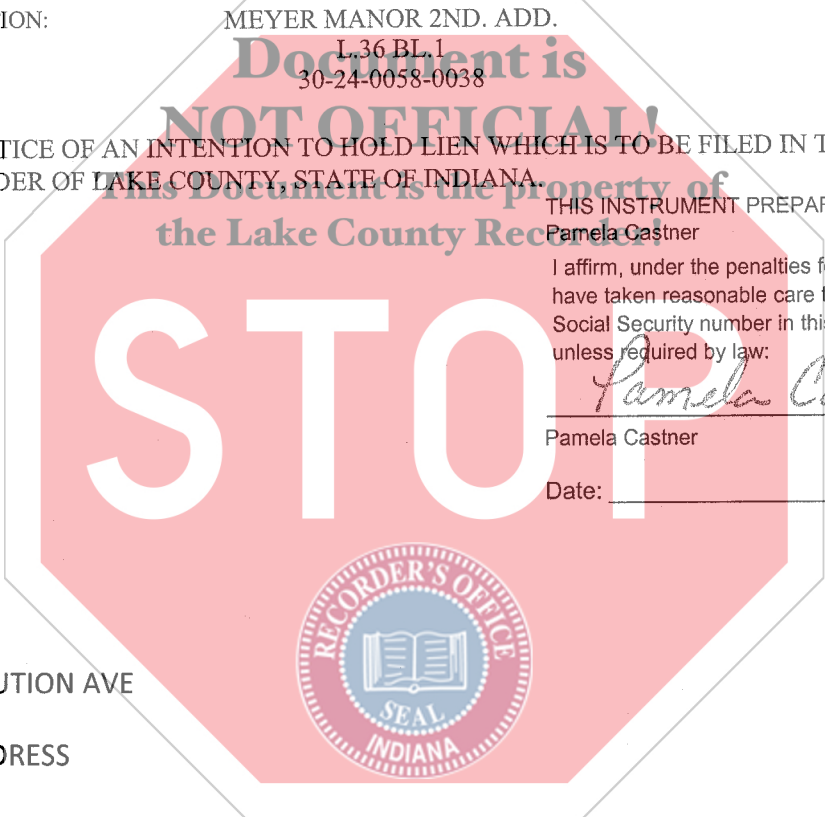 ION: MEYER MANOR 2ND. ADD.
L.36 BL.1
30-24-0058-0038
Document is
NOT OFFICIAL!
This Document is the property of
the Lake County Recorder!
TICE OF AN INTENTION TO HOLD LIEN WHICH IS TO BE FILED IN T
DER OF LAKE COUNTY, STATE OF INDIANA.
THIS INSTRUMENT PREPAR
Pamela Castner
I affirm, under the penalties f
have taken reasonable care t
Social Security number in this
unless required by law:
Pamela C
Pamela Castner
Date:
STOP
RECORDER'S OFFICE
SEAL
INDIANA
UTION AVE
DRESS